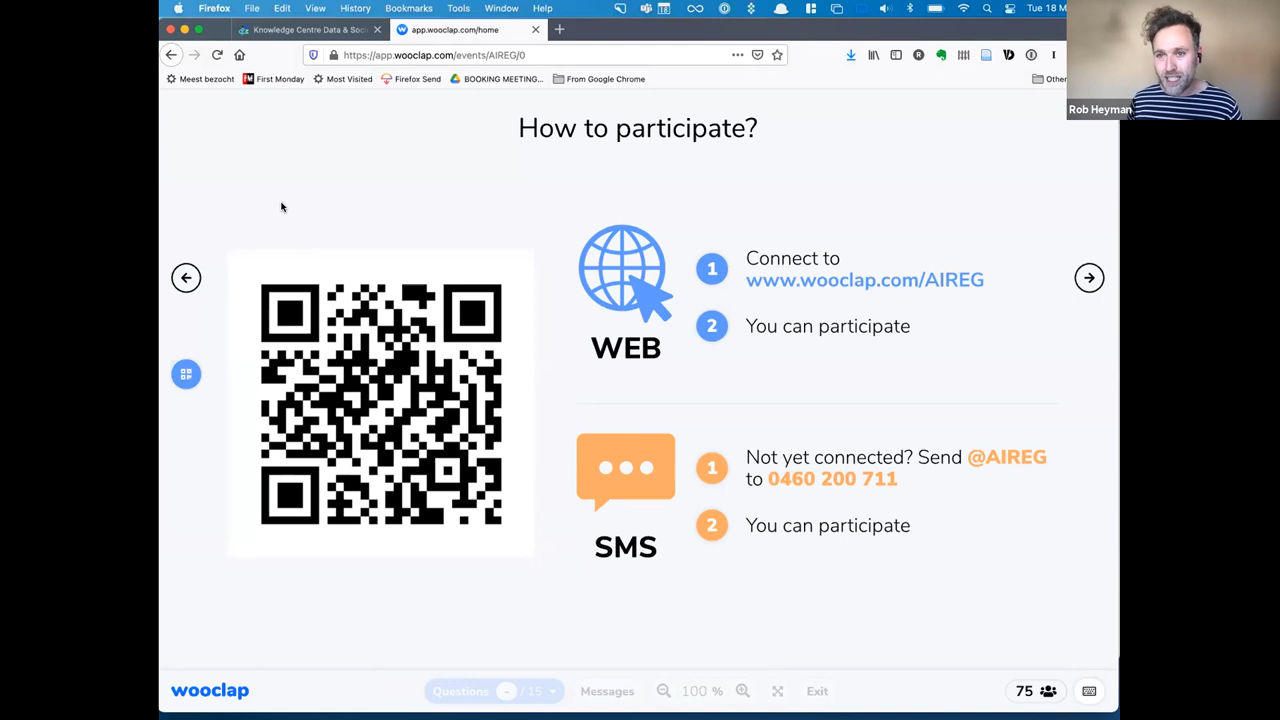 Firefox File Edit View History Bookmarks Tools Window Help
Tue 18 M
Knowledge Centre Data & Soci
app.wooclap.com/home
https://app.wooclap.com/events/AIREG/0
Meest bezocht First Monday Most Visited Firefox Send BOOKING MEETING... From Google Chrome Other
Rob Heyman
How to participate?
1 Connect to
www.wooclap.com/AIREG
2 You can participate
WEB
1 Not yet connected? Send @AIREG
to 0460 200 711
2 You can participate
SMS
wooclap Questions - / 15 Messages 100 % Exit 75